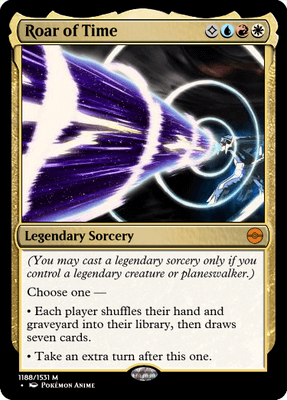 Roar of Time
Legendary Sorcery
(You may cast a legendary sorcery only if you
control a legendary creature or planeswalker.)
Choose one —
• Each player shuffles their hand and
graveyard into their library, then draws
seven cards.
• Take an extra turn after this one.
1188/1531 M
• Pokémon Anime